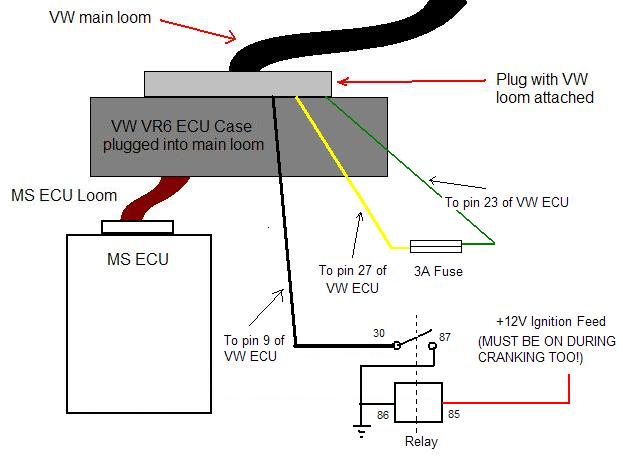 VW main loom
Plug with VW
loom attached
VW VR6 ECU Case
plugged into main loom
MS ECU Loom
To pin 23 of VW ECU
MS ECU
To pin 27 of
VW ECU
3A Fuse
To pin 9 of
VW ECU
30
87
+12V Ignition Feed
(MUST BE ON DURING
CRANKING TOO!)
86
85
Relay